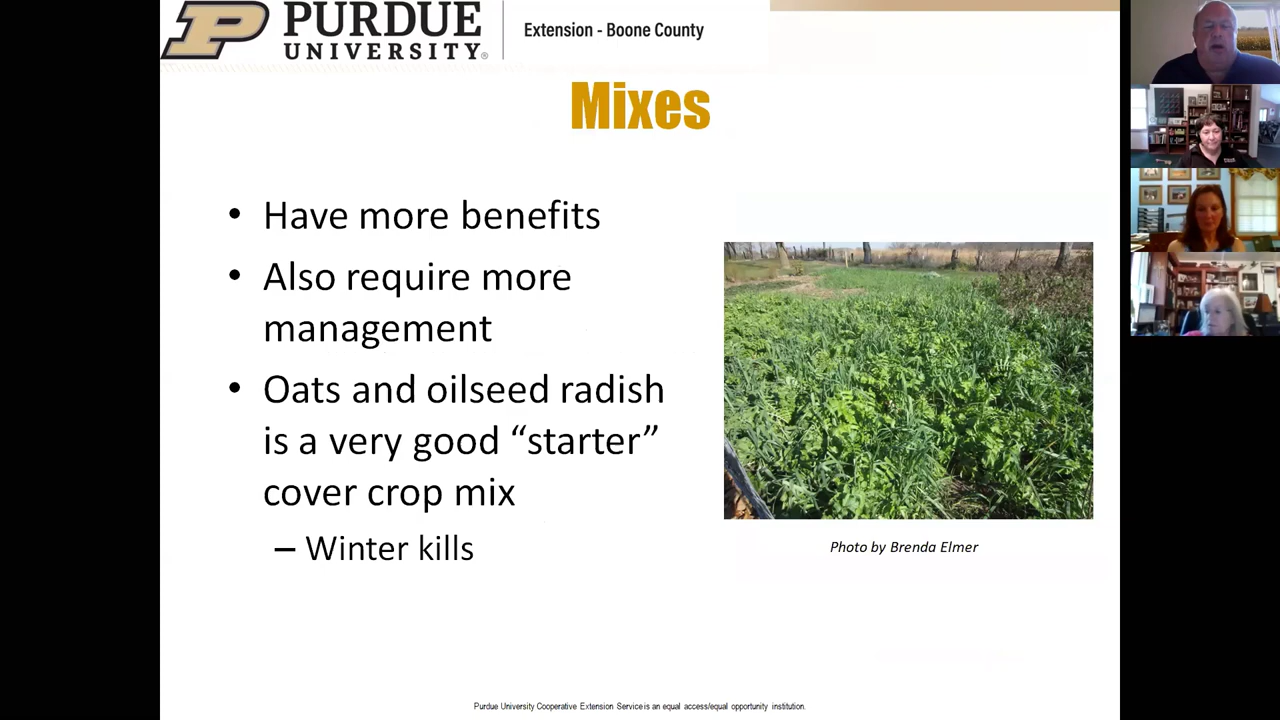 PURDUE
UNIVERSITY®
Extension - Boone County
Mixes
• Have more benefits
• Also require more
management
• Oats and oilseed radish
is a very good “starter”
cover crop mix
– Winter kills
Photo by Brenda Elmer
Purdue University Cooperative Extension Service is an equal access/equal opportunity institution.